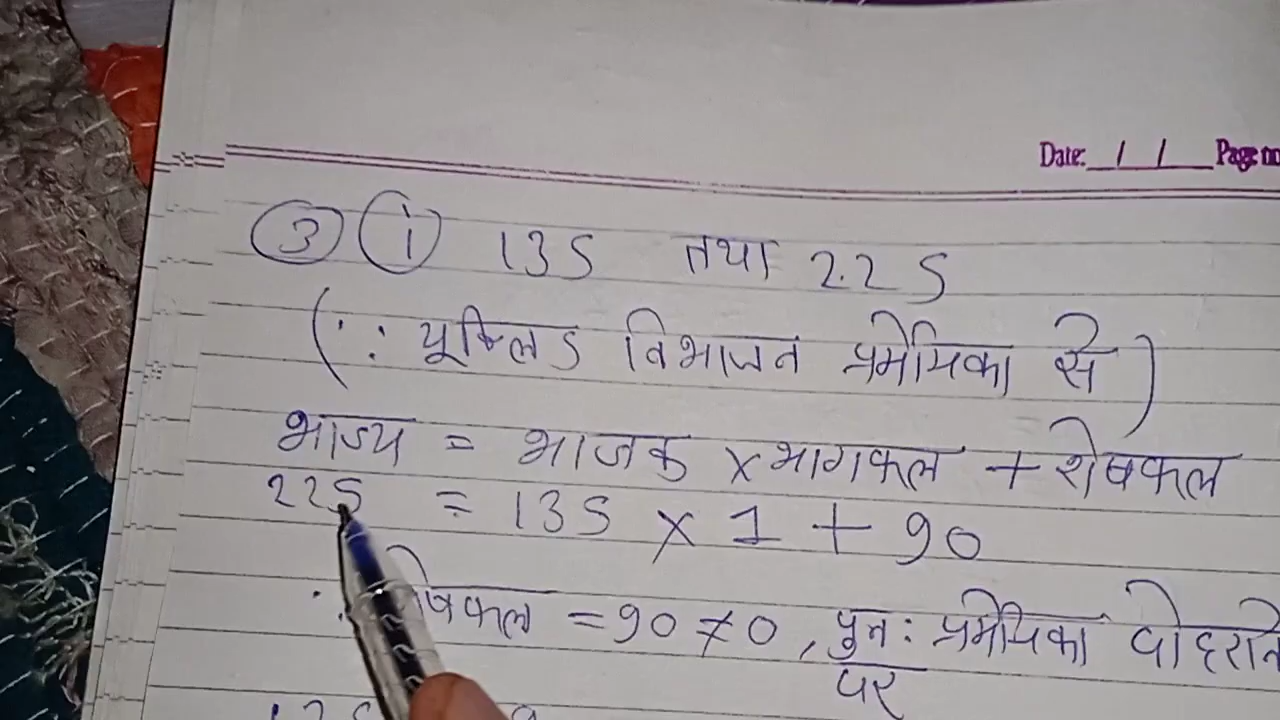 Date: / / Page no
3 i 135 तथा 225
(∵ यूक्लिड विभाजन प्रमेयिका से)
भाज्य = भाजक × भागफल + शेषफल
225 = 135 × 1 + 90
∴ शेषफल = 90 ≠ 0, पुनः प्रमेयिका दोहराने
पर